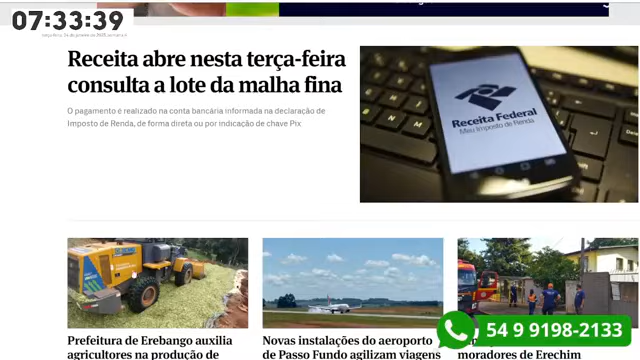 07:33:39
Receita abre nesta terça-feira
consulta a lote da malha fina
O pagamento é realizado na conta bancária informada na declaração de
Imposto de Renda, de forma direta ou por indicação de chave Pix
Receita Federal
Meu Imposto de Renda
Prefeitura de Erebango auxilia
agricultores na produção de
Novas instalações do aeroporto
de Passo Fundo agilizam viagens
moradores de Erechim
54 9 9198-2133